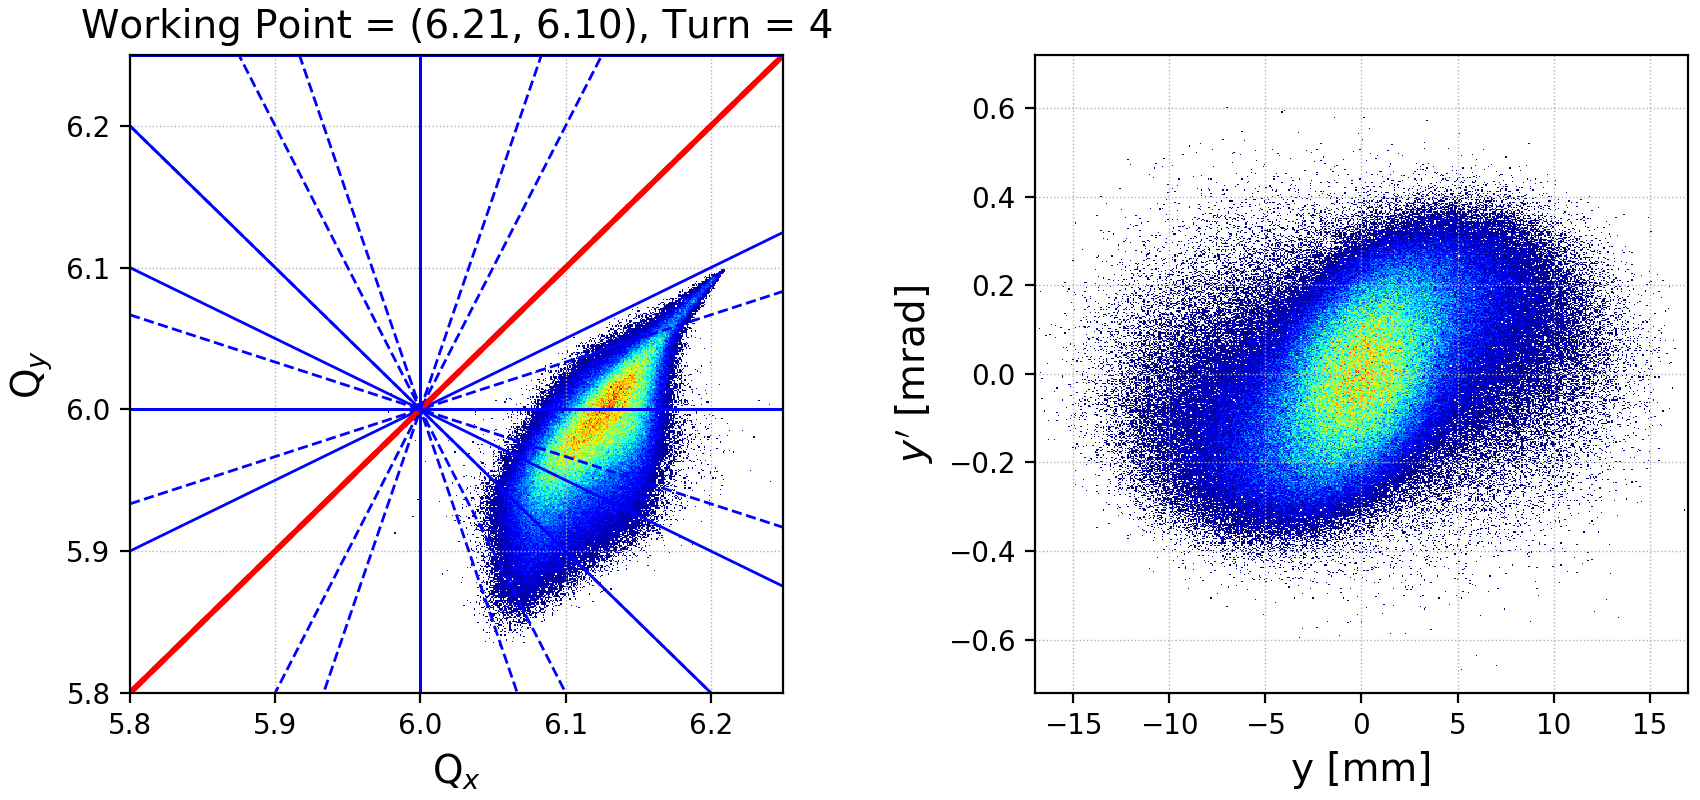 Working Point = (6.21, 6.10), Turn = 4
6.2
6.1
6.0
5.9
5.8
Q_y
5.8 5.9 6.0 6.1 6.2
Q_x
0.6
0.4
0.2
0.0
−0.2
−0.4
−0.6
y′ [mrad]
−15 −10 −5 0 5 10 15
y [mm]